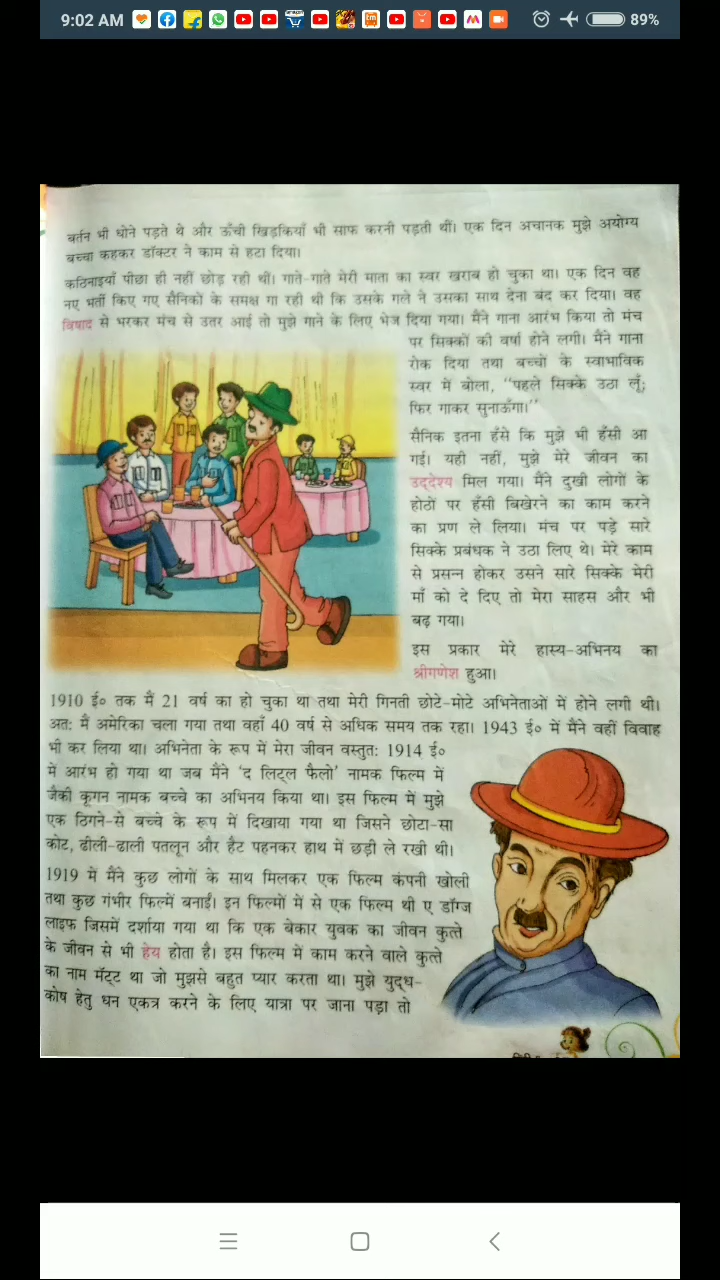 9:02 AM
89%
बर्तन भी धोने पड़ते थे और ऊँची खिड़कियाँ भी साफ करनी पड़ती थीं। एक दिन अचानक मुझे अयोग्य
बच्चा कहकर डॉक्टर ने काम से हटा दिया।
कठिनाइयाँ पीछा ही नहीं छोड़ रही थीं। गाते-गाते मेरी माता का स्वर खराब हो चुका था। एक दिन वह
नए भर्ती किए गए सैनिकों के समक्ष गा रही थी कि उसके गले ने उसका साथ देना बंद कर दिया। वह
विषाद से भरकर मंच से उतर आई तो मुझे गाने के लिए भेज दिया गया। मैंने गाना आरंभ किया तो मंच
पर सिक्कों की वर्षा होने लगी। मैंने गाना
रोक दिया तथा बच्चों के स्वाभाविक
स्वर में बोला, “पहले सिक्के उठा लूँ;
फिर गाकर सुनाऊँगा।”
सैनिक इतना हँसे कि मुझे भी हँसी आ
गई। यही नहीं, मुझे मेरे जीवन का
उद्देश्य मिल गया। मैंने दुखी लोगों के
होठों पर हँसी बिखेरने का काम करने
का प्रण ले लिया। मंच पर पड़े सारे
सिक्के प्रबंधक ने उठा लिए थे। मेरे काम
से प्रसन्न होकर उसने सारे सिक्के मेरी
माँ को दे दिए तो मेरा साहस और भी
बढ़ गया।
इस प्रकार मेरे हास्य-अभिनय का
श्रीगणेश हुआ।
1910 ई॰ तक मैं 21 वर्ष का हो चुका था तथा मेरी गिनती छोटे-मोटे अभिनेताओं में होने लगी थी।
अत: मैं अमेरिका चला गया तथा वहाँ 40 वर्ष से अधिक समय तक रहा। 1943 ई॰ में मैंने वहीं विवाह
भी कर लिया था। अभिनेता के रूप में मेरा जीवन वस्तुत: 1914 ई॰
में आरंभ हो गया था जब मैंने ‘द लिट्ल फैलो’ नामक फिल्म में
जैकी कूगन नामक बच्चे का अभिनय किया था। इस फिल्म में मुझे
एक ठिगने-से बच्चे के रूप में दिखाया गया था जिसने छोटा-सा
कोट, ढीली-ढाली पतलून और हैट पहनकर हाथ में छड़ी ले रखी थी।
1919 में मैंने कुछ लोगों के साथ मिलकर एक फिल्म कंपनी खोली
तथा कुछ गंभीर फिल्में बनाईं। इन फिल्मों में से एक फिल्म थी ए डॉग्ज
लाइफ जिसमें दर्शाया गया था कि एक बेकार युवक का जीवन कुत्ते
के जीवन से भी हेय होता है। इस फिल्म में काम करने वाले कुत्ते
का नाम मॅट्ट था जो मुझसे बहुत प्यार करता था। मुझे युद्ध-
कोष हेतु धन एकत्र करने के लिए यात्रा पर जाना पड़ा तो